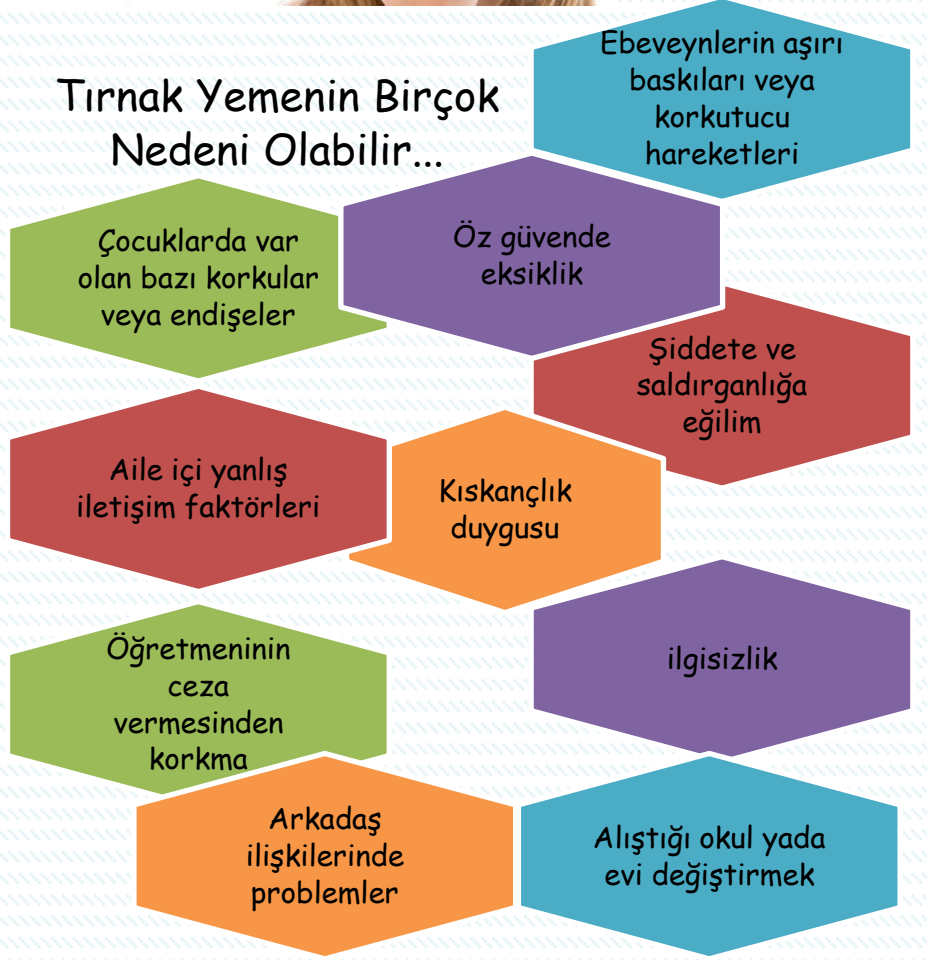 Tırnak Yemenin Birçok
Nedeni Olabilir...
Ebeveynlerin aşırı
baskıları veya
korkutucu
hareketleri
Çocuklarda var
olan bazı korkular
veya endişeler
Öz güvende
eksiklik
Şiddete ve
saldırganlığa
eğilim
Aile içi yanlış
iletişim faktörleri
Kıskançlık
duygusu
Öğretmeninin
ceza
vermesinden
korkma
ilgisizlik
Arkadaş
ilişkilerinde
problemler
Alıştığı okul yada
evi değiştirmek